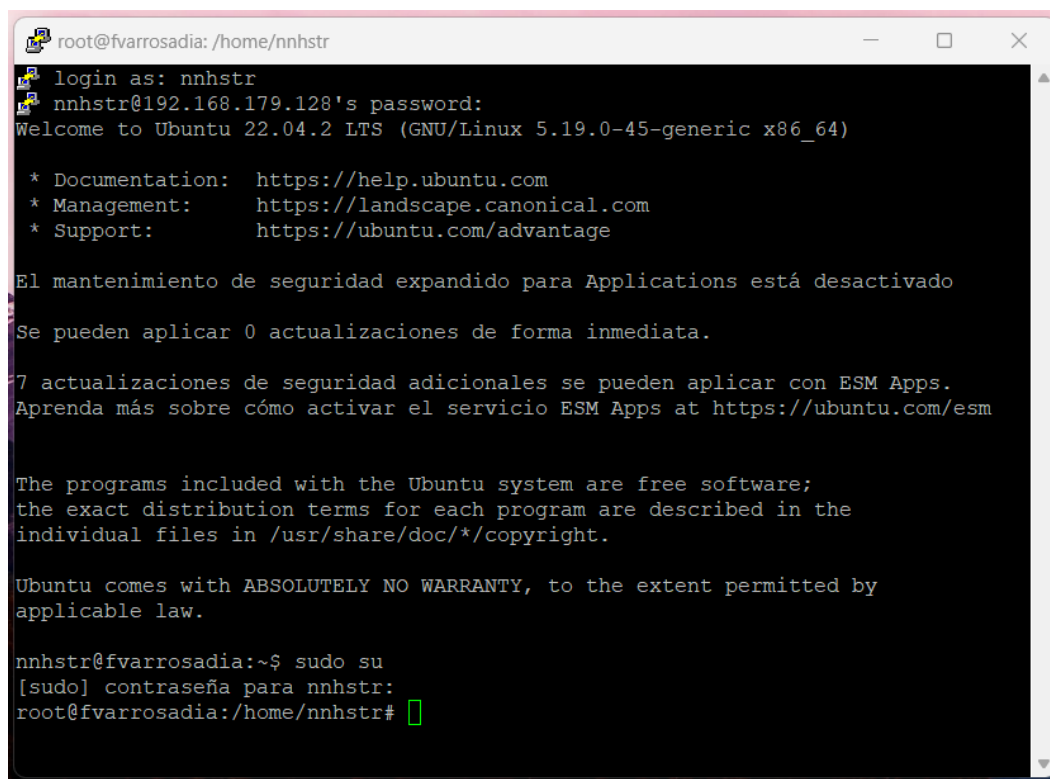 root@fvarrosadia: /home/nnhstr
login as: nnhstr
nnhstr@192.168.179.128's password:
Welcome to Ubuntu 22.04.2 LTS (GNU/Linux 5.19.0-45-generic x86_64)
* Documentation:  https://help.ubuntu.com
* Management:     https://landscape.canonical.com
* Support:        https://ubuntu.com/advantage
El mantenimiento de seguridad expandido para Applications está desactivado
Se pueden aplicar 0 actualizaciones de forma inmediata.
7 actualizaciones de seguridad adicionales se pueden aplicar con ESM Apps.
Aprenda más sobre cómo activar el servicio ESM Apps at https://ubuntu.com/esm
The programs included with the Ubuntu system are free software;
the exact distribution terms for each program are described in the
individual files in /usr/share/doc/*/copyright.
Ubuntu comes with ABSOLUTELY NO WARRANTY, to the extent permitted by
applicable law.
nnhstr@fvarrosadia:~$ sudo su
[sudo] contraseña para nnhstr:
root@fvarrosadia:/home/nnhstr#